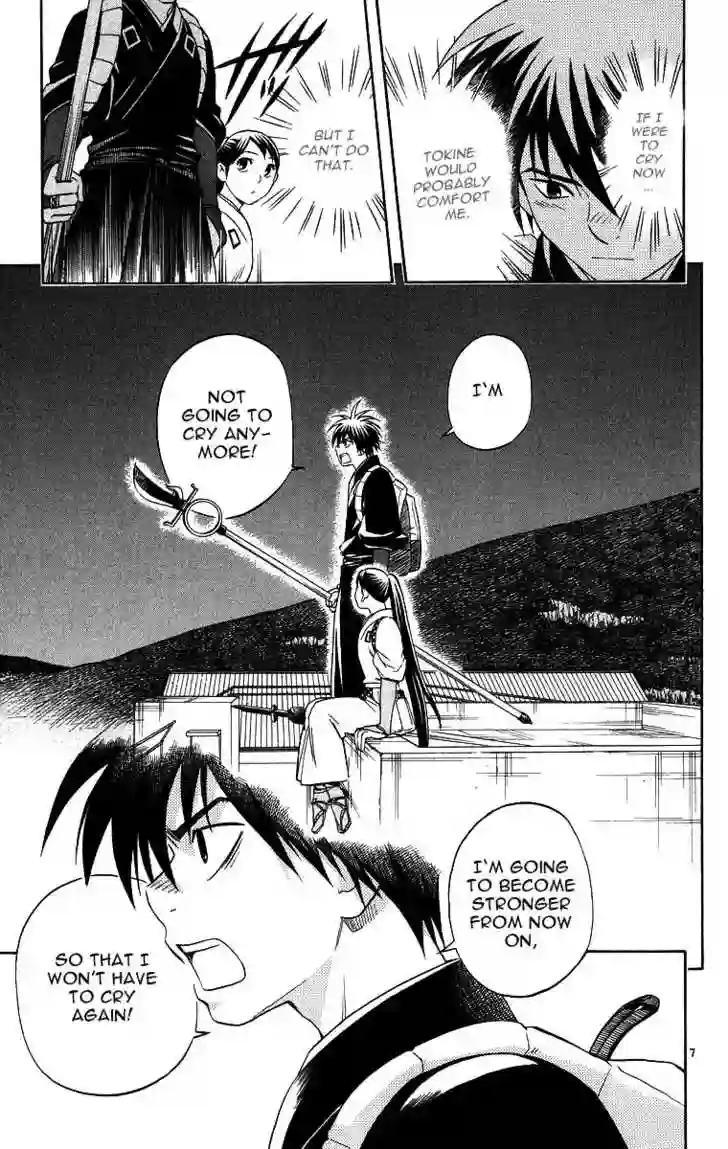 IF I
WERE
TO
CRY
NOW
...
TOKINE
WOULD
PROBABLY
COMFORT
ME.
BUT I
CAN'T DO
THAT.
I'M
NOT
GOING TO
CRY ANY-
MORE!
I'M GOING
TO BECOME
STRONGER
FROM NOW
ON,
SO THAT I
WON'T HAVE
TO CRY
AGAIN!
7